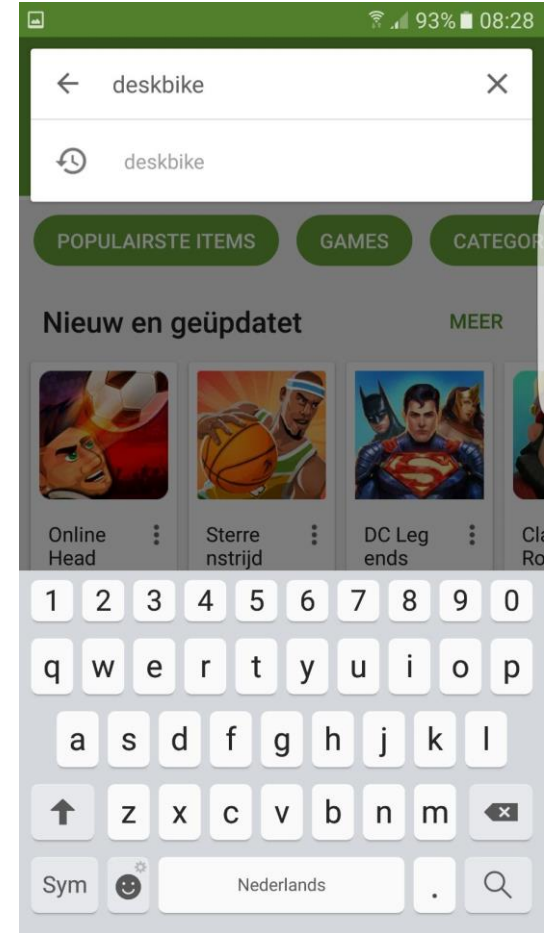 93% 08:28
deskbike
deskbike
POPULAIRSTE ITEMS GAMES CATEGOR
Nieuw en geüpdatet MEER
Online Sterre DC Leg Cla
Head nstrijd ends Ro
1 2 3 4 5 6 7 8 9 0
q w e r t y u i o p
a s d f g h j k l
z x c v b n m
Sym Nederlands .